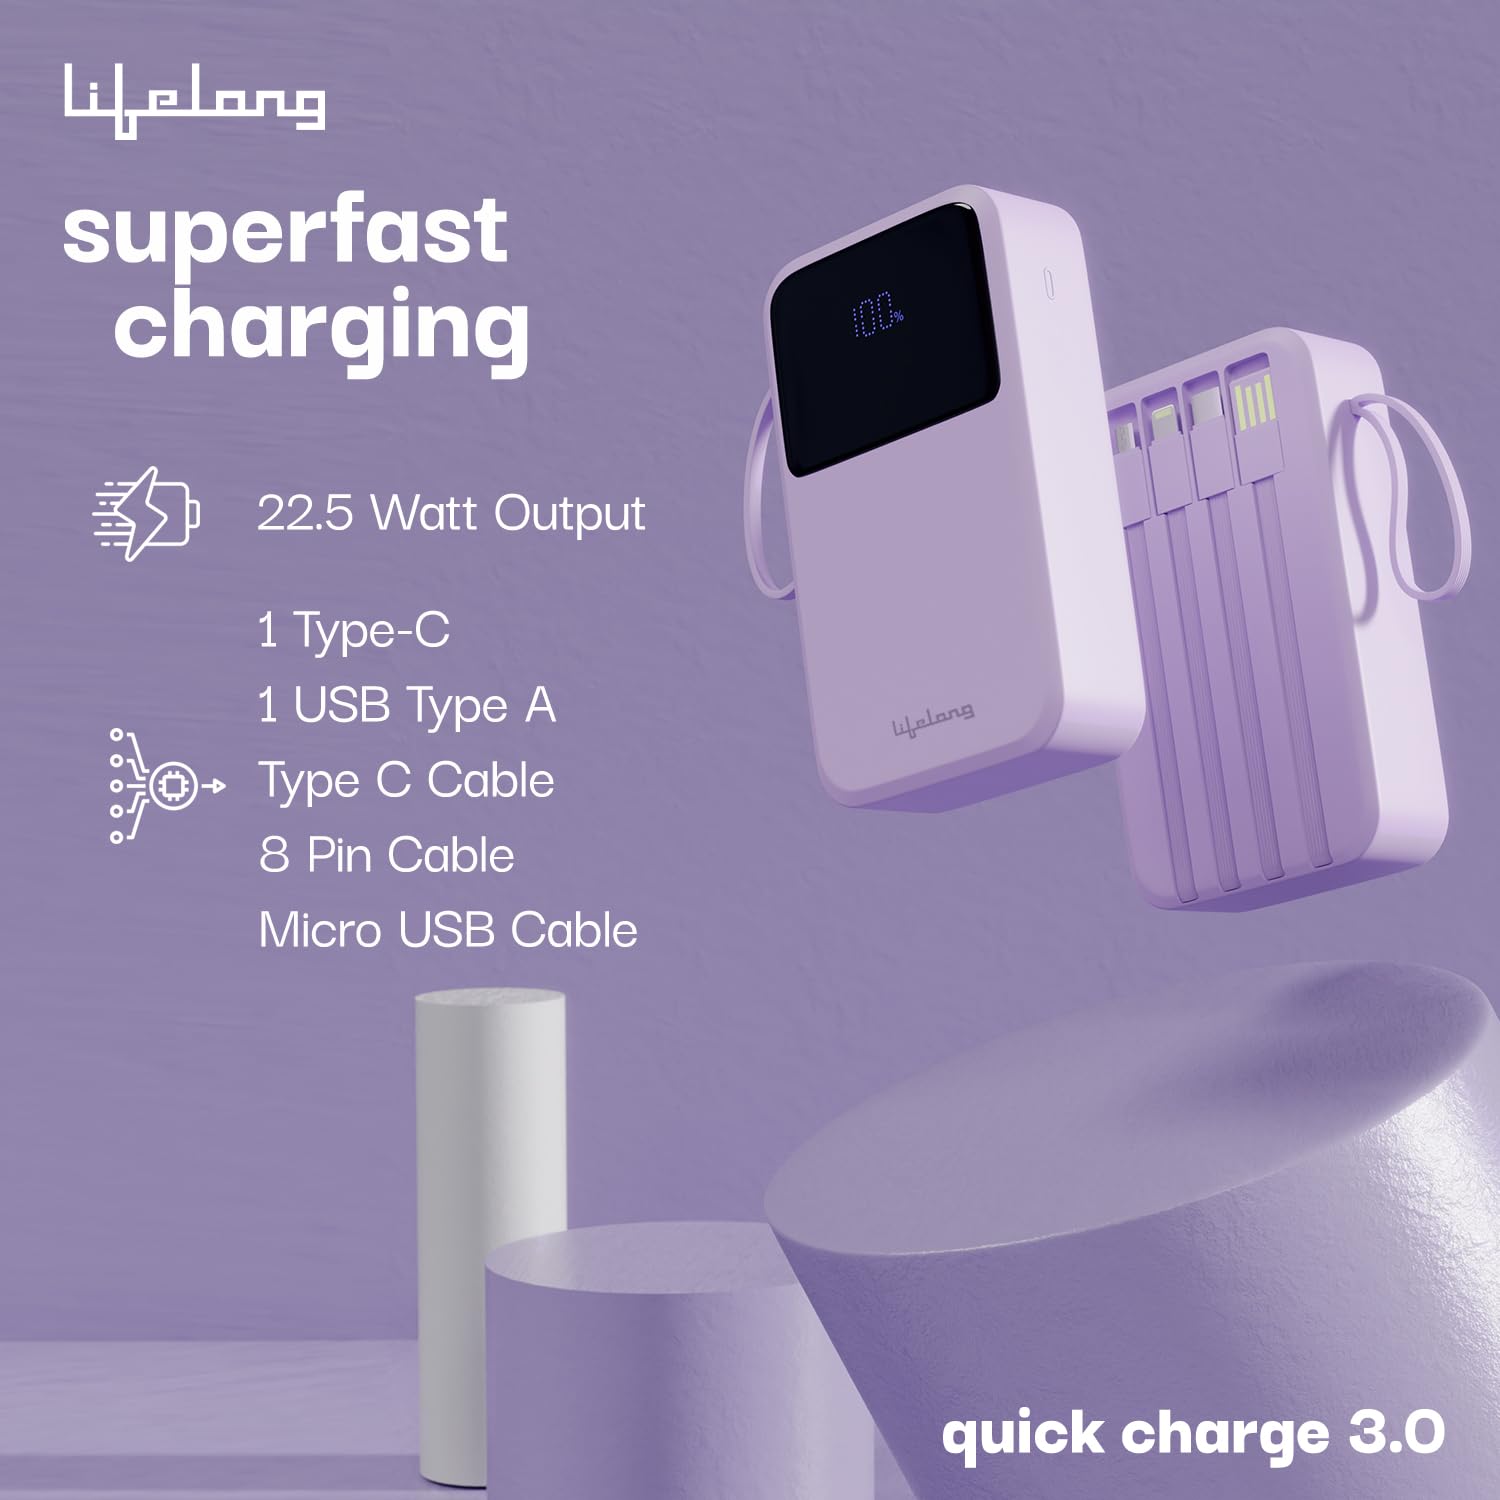 lifelong
superfast
charging
100%
22.5 Watt Output
1 Type-C
1 USB Type A
Type C Cable
8 Pin Cable
Micro USB Cable
lifelong
quick charge 3.0